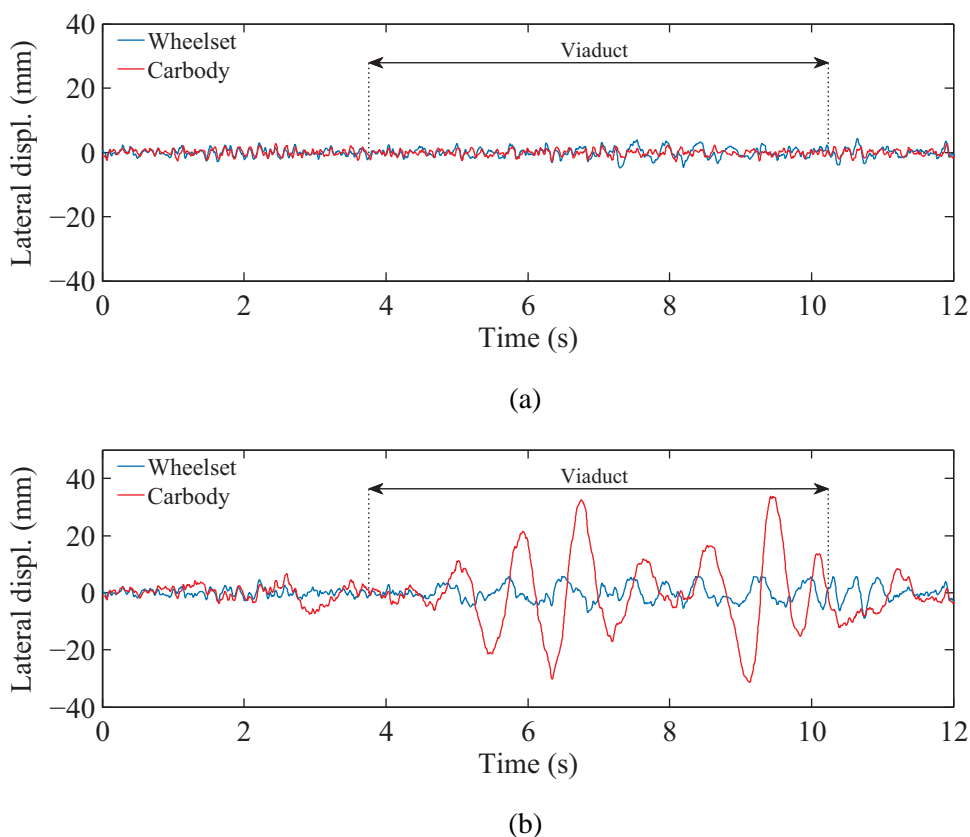 40
Wheelset
Carbody
Viaduct
20
0
−20
−40
Lateral displ. (mm)
0 2 4 6 8 10 12
Time (s)
(a)
40
Wheelset
Carbody
Viaduct
20
0
−20
−40
Lateral displ. (mm)
0 2 4 6 8 10 12
Time (s)
(b)